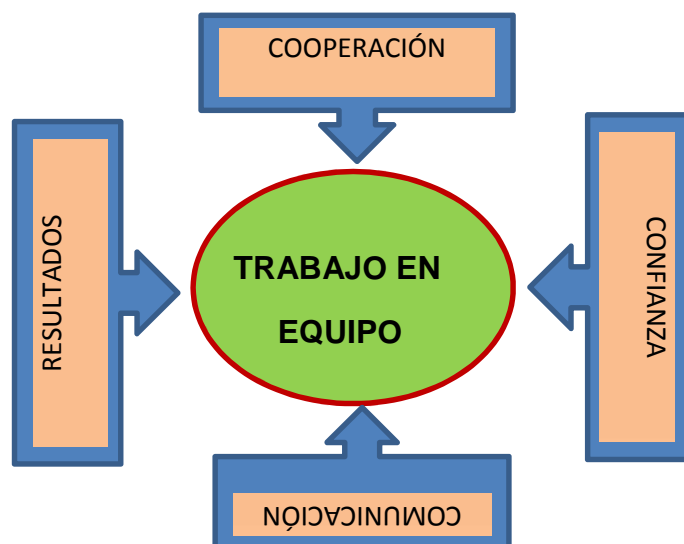 COOPERACIÓN
RESULTADOS
TRABAJO EN
EQUIPO
CONFIANZA
COMUNICACIÓN